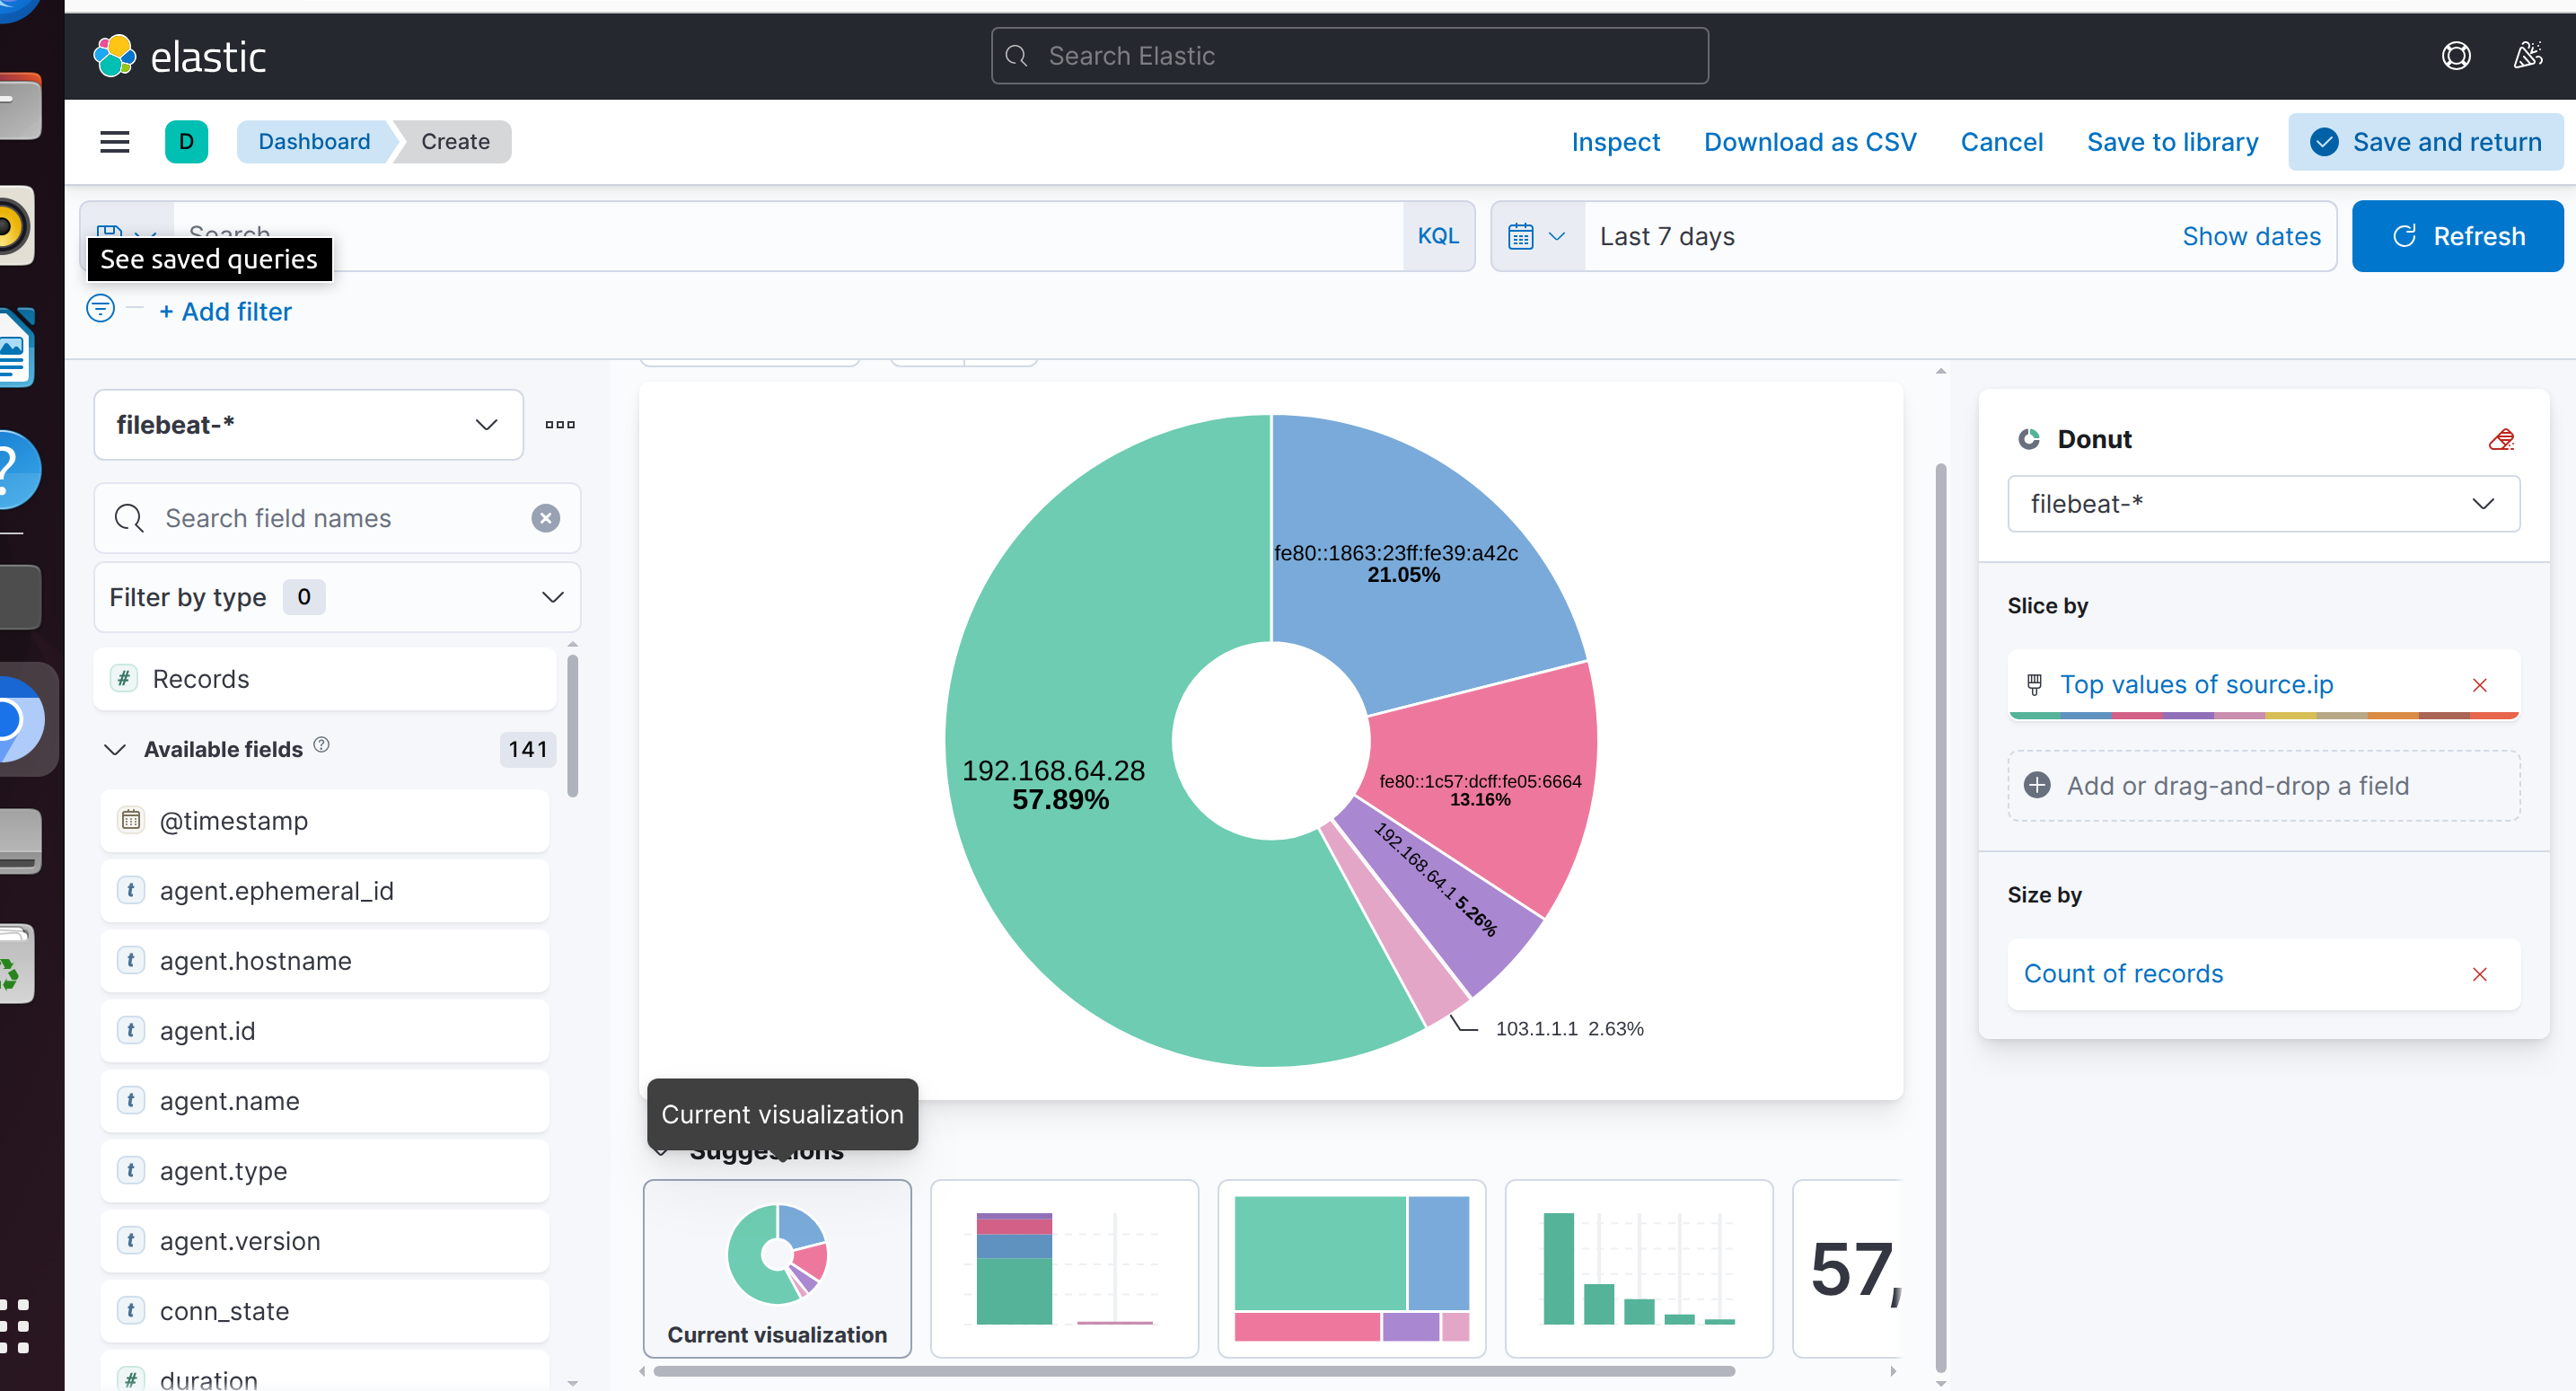 elastic
Search Elastic
D
Dashboard
Create
Inspect
Download as CSV
Cancel
Save to library
Save and return
Search
KQL
Last 7 days
Show dates
Refresh
See saved queries
+ Add filter
filebeat-*
Search field names
Filter by type 0
# Records
Available fields 141
@timestamp
t agent.ephemeral_id
t agent.hostname
t agent.id
t agent.name
t agent.type
t agent.version
t conn_state
# duration
fe80::1863:23ff:fe39:a42c
21.05%
192.168.64.28
57.89%
fe80::1c57:dcff:fe05:6664
13.16%
192.168.64.1 5.26%
103.1.1.1 2.63%
Current visualization
Suggestions
Current visualization
57,
Donut
filebeat-*
Slice by
Top values of source.ip
Add or drag-and-drop a field
Size by
Count of records